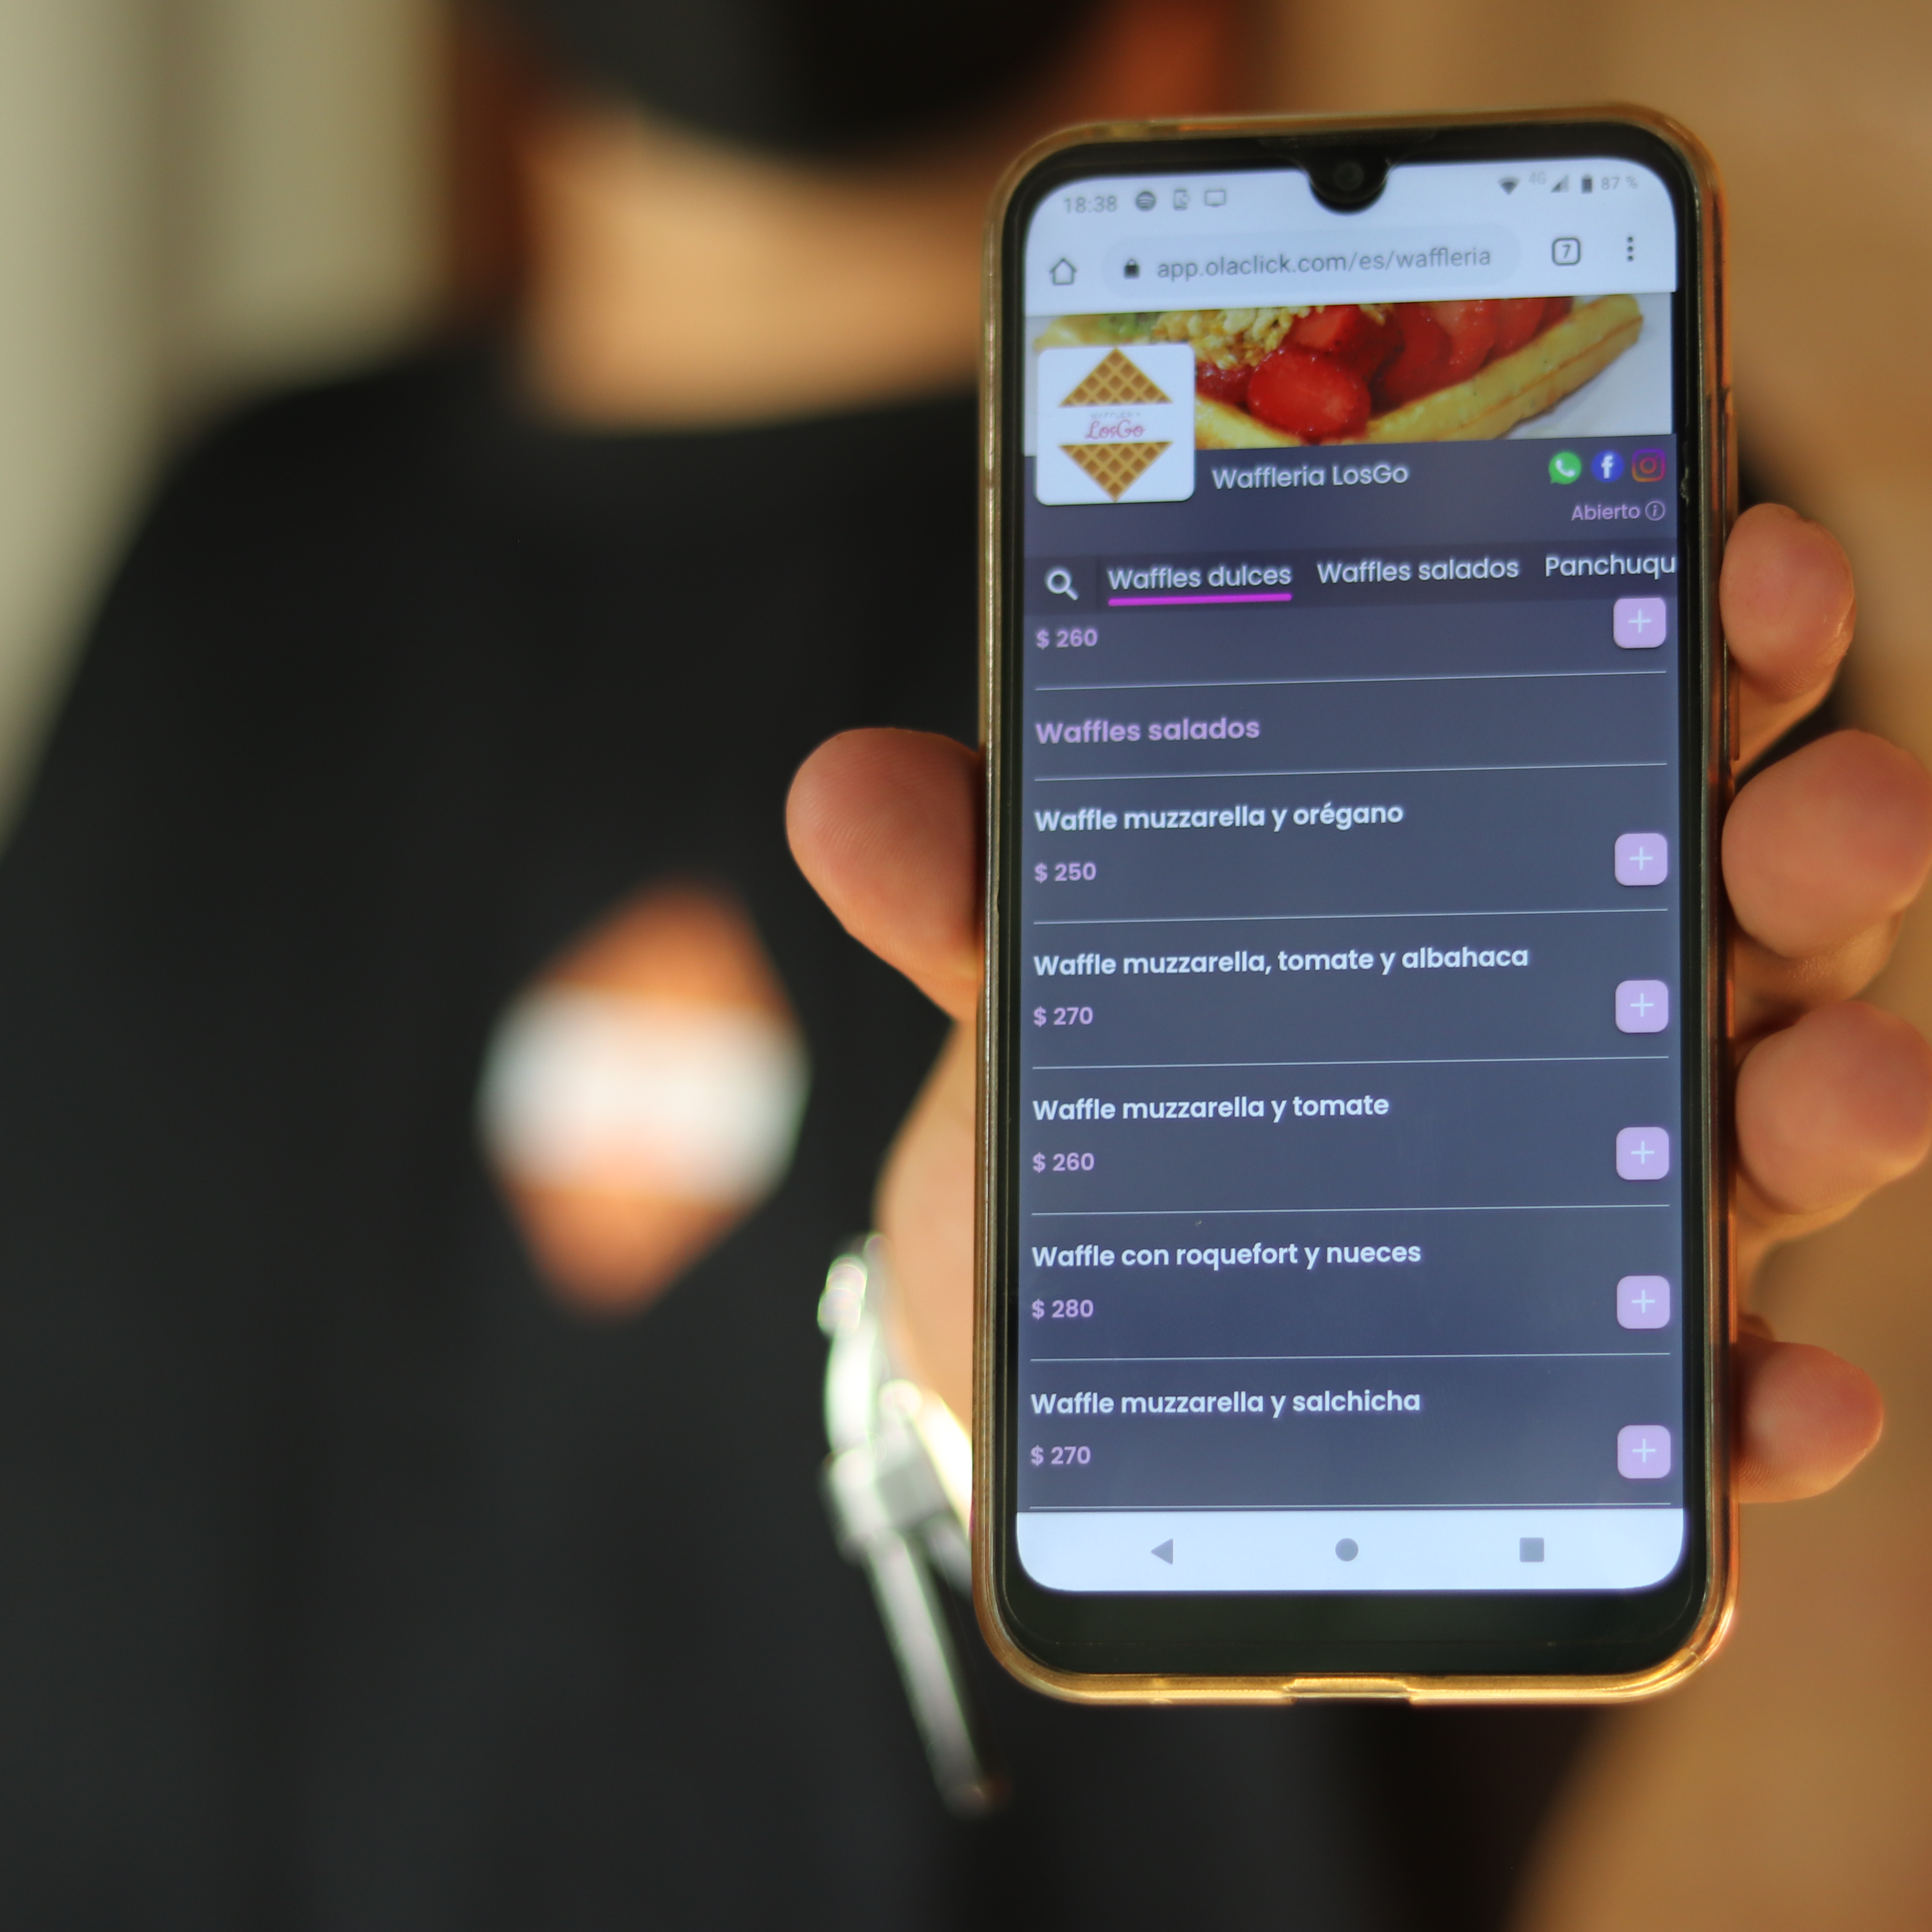 18:38 4G 87 %
app.olaclick.com/es/waffleria 7
WAFFLERIA
LosGo
Waffleria LosGo
Abierto
Waffles dulces Waffles salados Panchuqu
$ 260
Waffles salados
Waffle muzzarella y orégano
$ 250
Waffle muzzarella, tomate y albahaca
$ 270
Waffle muzzarella y tomate
$ 260
Waffle con roquefort y nueces
$ 280
Waffle muzzarella y salchicha
$ 270